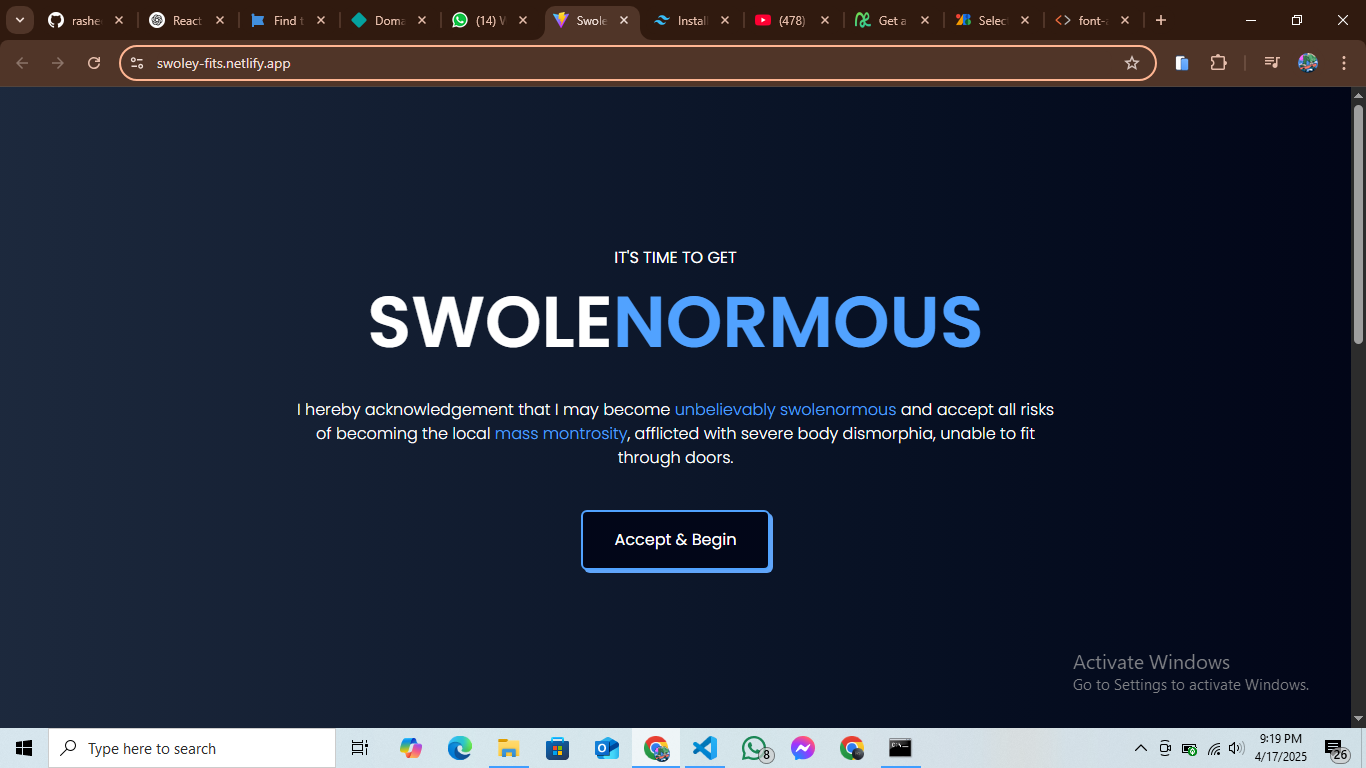 rashe
React
Find t
Doma
(14) W
Swole
Install
(478)
Get a
Selec
font-a
swoley-fits.netlify.app
IT'S TIME TO GET
SWOLENORMOUS
I hereby acknowledgement that I may become unbelievably swolenormous and accept all risks
of becoming the local mass montrosity, afflicted with severe body dismorphia, unable to fit
through doors.
Accept & Begin
Activate Windows
Go to Settings to activate Windows.
Type here to search
8
9:19 PM
4/17/2025
26